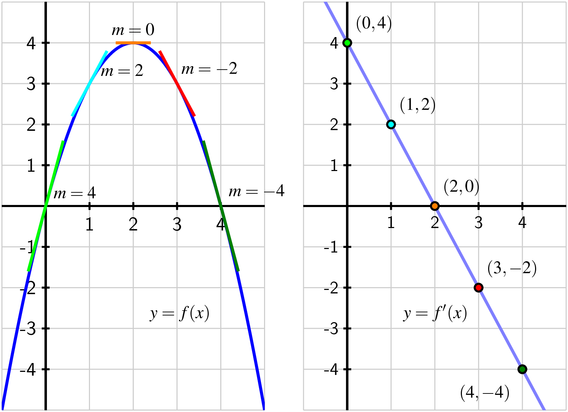 m = 0
4
m = 2
m = −2
3
2
1
m = 4
m = −4
1 2 3 4
-1
-2
y = f(x)
-3
-4
(0, 4)
4
3
(1, 2)
2
1
(2, 0)
1 2 3 4
-1
(3, −2)
-2
y = f′(x)
-3
-4
(4, −4)